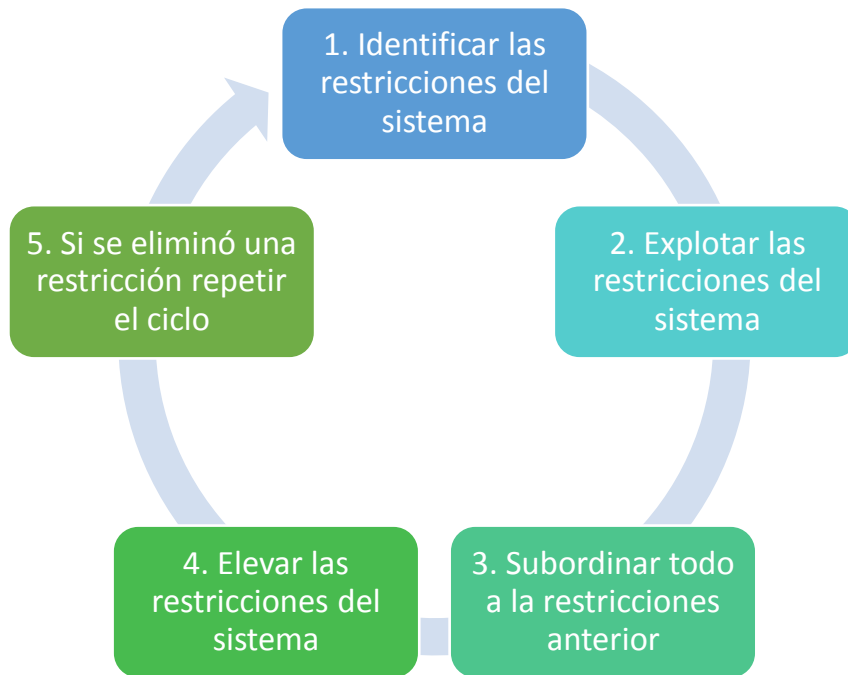 1. Identificar las
restricciones del
sistema
2. Explotar las
restricciones del
sistema
3. Subordinar todo
a la restricciones
anterior
4. Elevar las
restricciones del
sistema
5. Si se eliminó una
restricción repetir
el ciclo